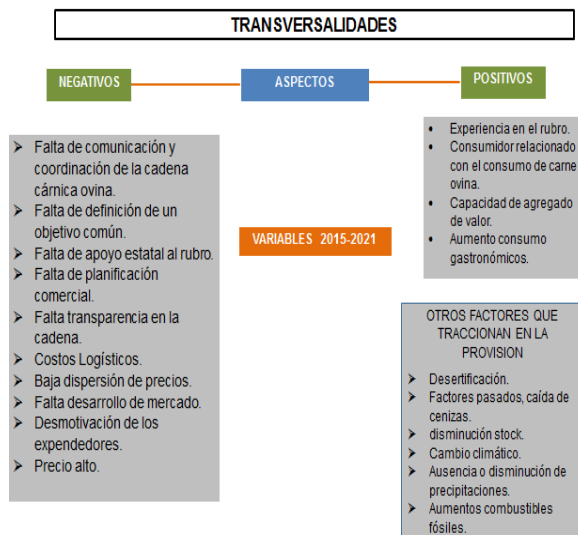 TRANSVERSALIDADES
NEGATIVOS
ASPECTOS
POSITIVOS
➢ Falta de comunicación y
coordinación de la cadena
cárnica ovina.
➢ Falta de definición de un
objetivo común.
➢ Falta de apoyo estatal al rubro.
➢ Falta de planificación
comercial.
➢ Falta transparencia en la
cadena.
➢ Costos Logísticos.
➢ Baja dispersión de precios.
➢ Falta desarrollo de mercado.
➢ Desmotivación de los
expendedores.
➢ Precio alto.
VARIABLES 2015-2021
• Experiencia en el rubro.
• Consumidor relacionado
con el consumo de carne
ovina.
• Capacidad de agregado
de valor.
• Aumento consumo
gastronómicos.
OTROS FACTORES QUE
TRACCIONAN EN LA
PROVISION
➢ Desertificación.
➢ Factores pasados, caída de
cenizas.
➢ disminución stock.
➢ Cambio climático.
➢ Ausencia o disminución de
precipitaciones.
➢ Aumentos combustibles
fósiles.